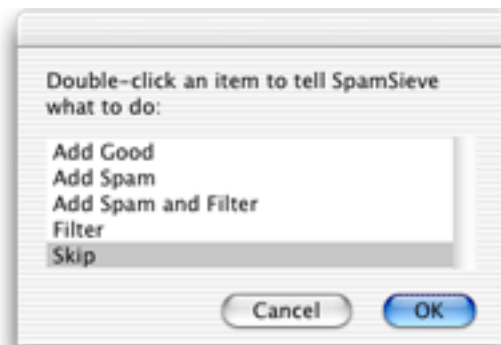 Double-click an item to tell SpamSieve
what to do:
Add Good
Add Spam
Add Spam and Filter
Filter
Skip
Cancel
OK